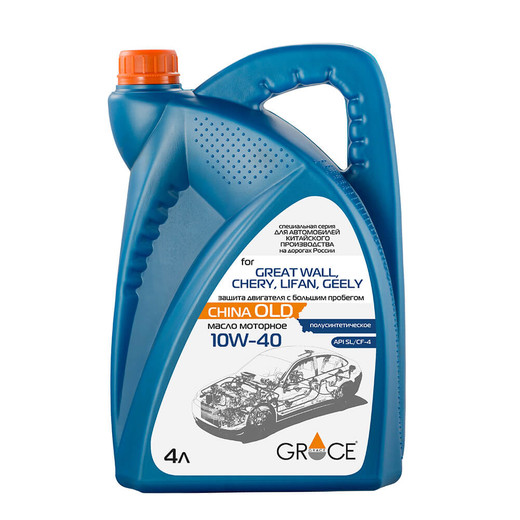 специальная серия
ДЛЯ АВТОМОБИЛЕЙ
КИТАЙСКОГО
ПРОИЗВОДСТВА
на дорогах России
for
GREAT WALL,
CHERY, LIFAN, GEELY
защита двигателя с большим пробегом
CHINA OLD
масло моторное
полусинтетическое
10W-40
API SL/CF-4
4л
GRACE